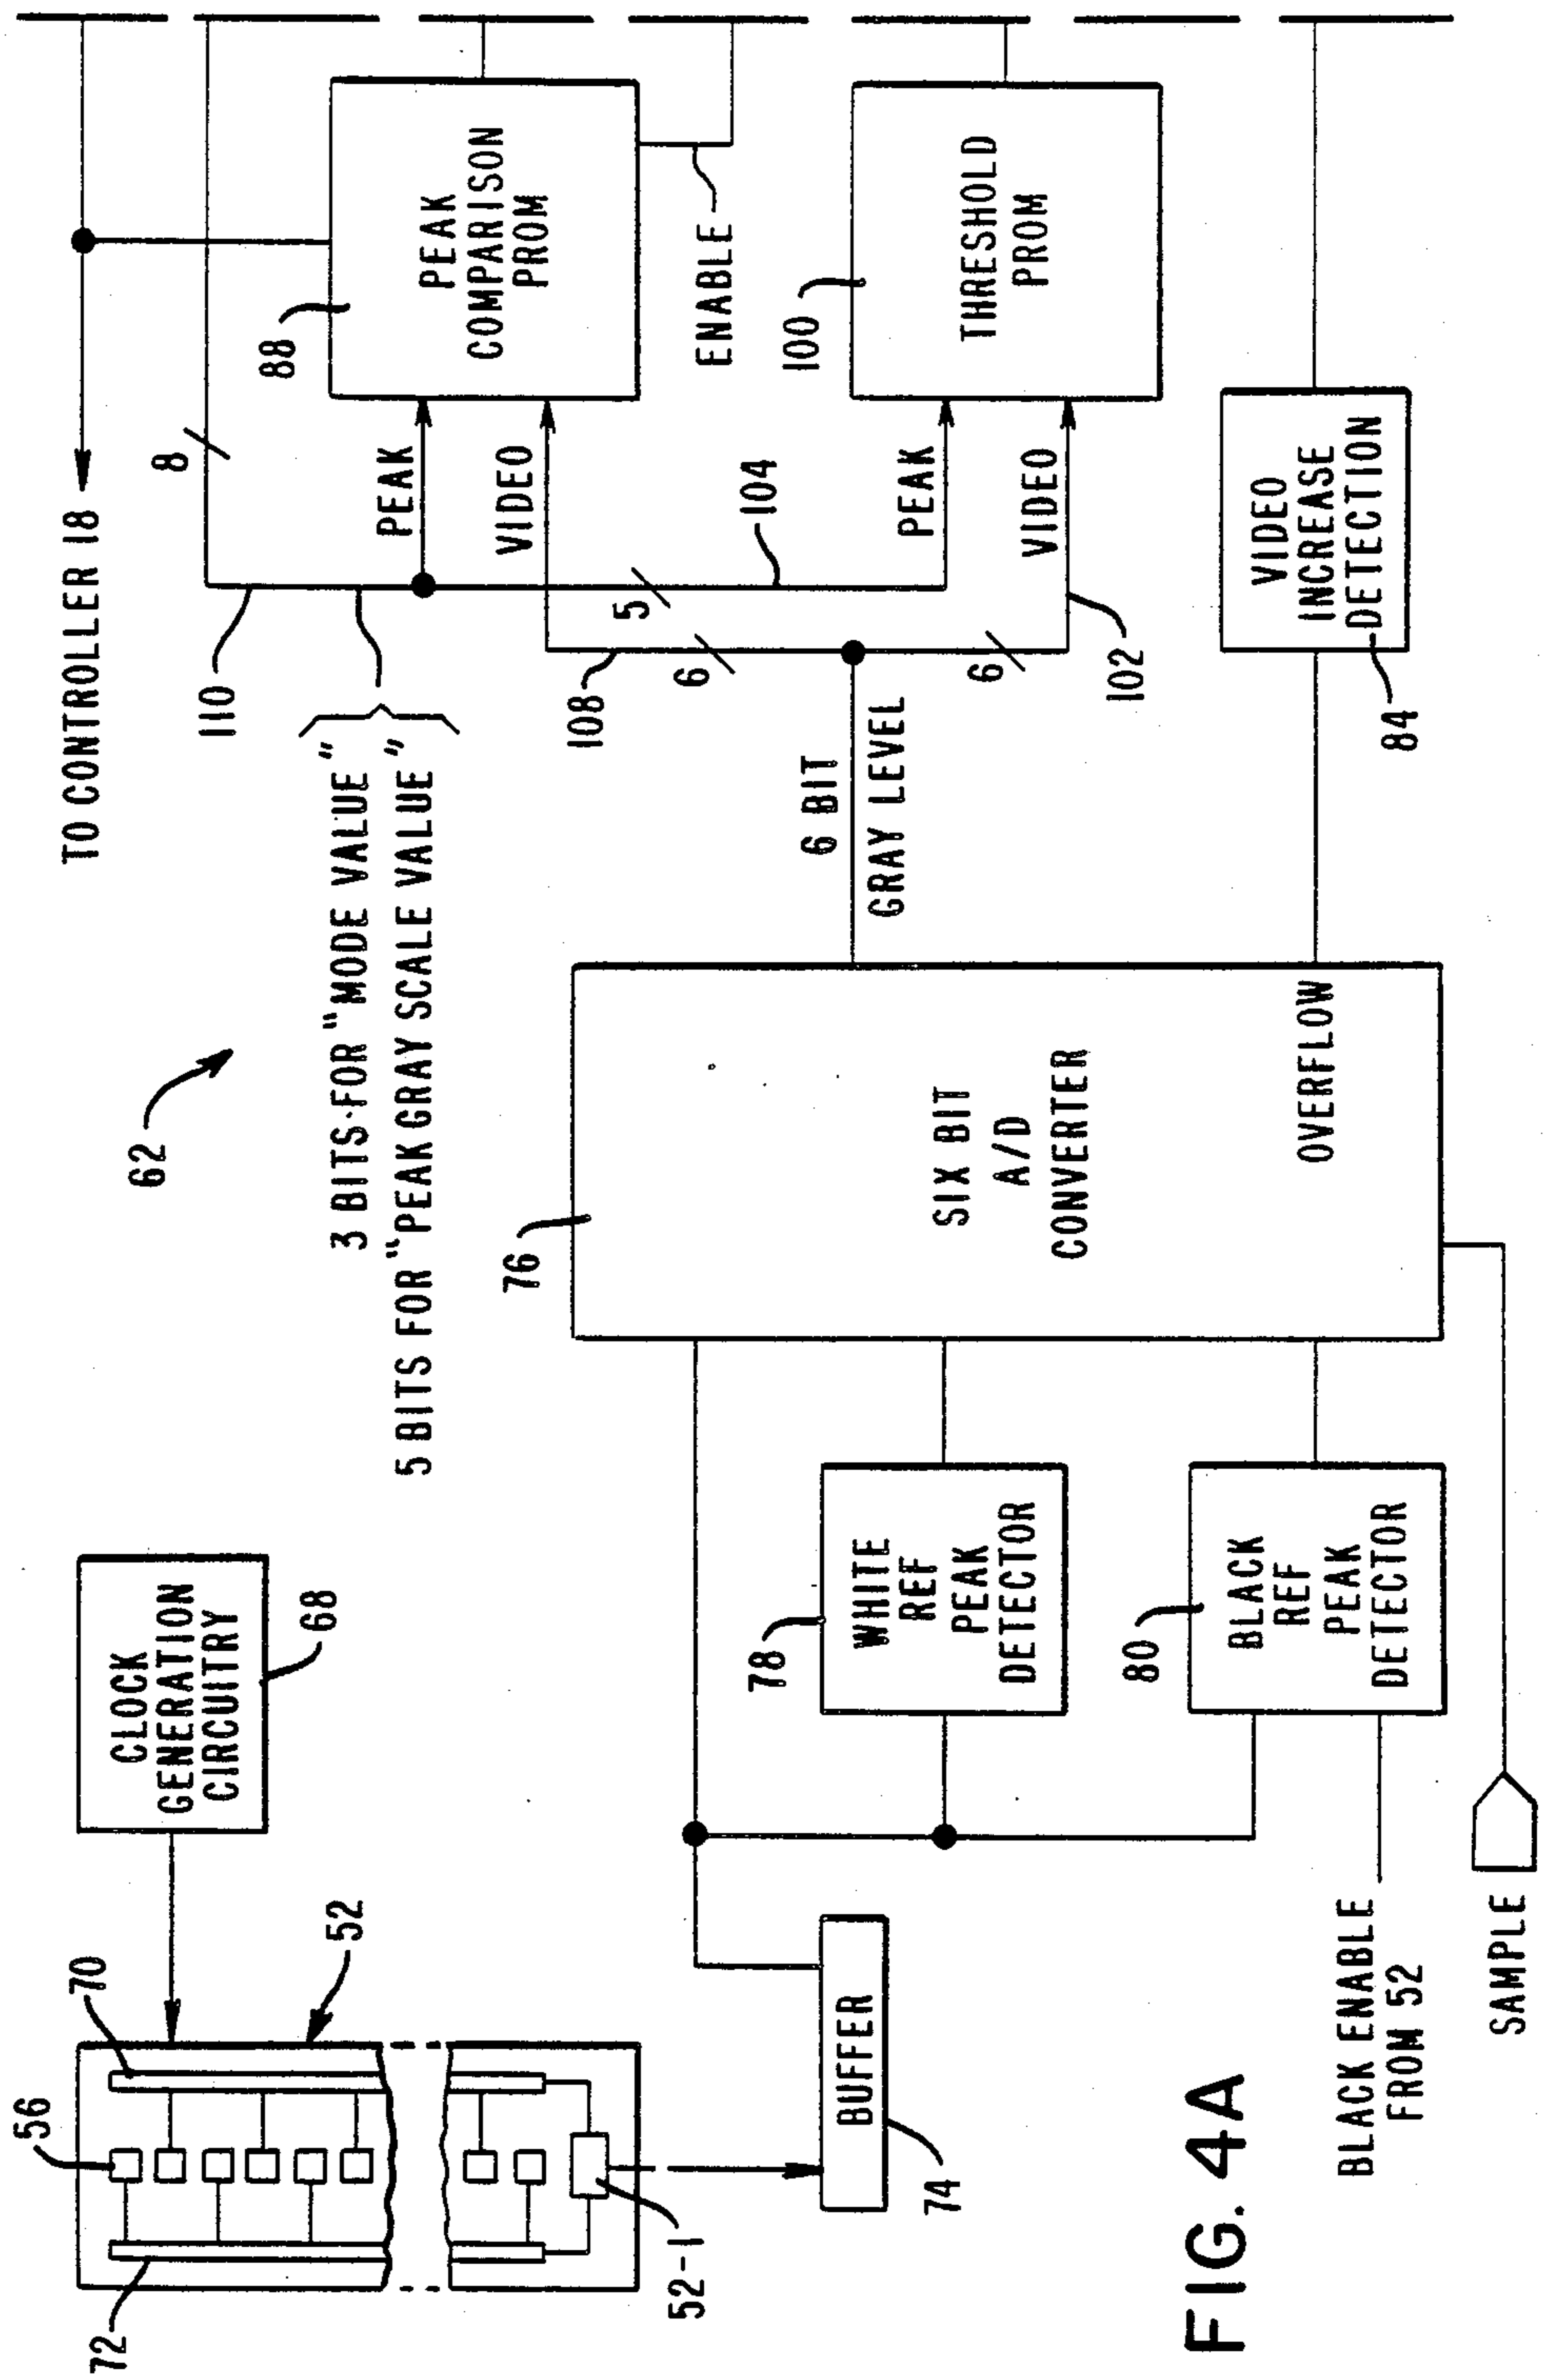 TO CONTROLLER 18
62
110
8
3 BITS FOR "MODE VALUE"
5 BITS FOR "PEAK GRAY SCALE VALUE"
CLOCK
GENERATION
CIRCUITRY
68
56
70
52
72
52-1
BUFFER
74
76
SIX BIT
A/D
CONVERTER
OVERFLOW
78
WHITE
REF
PEAK
DETECTOR
80
BLACK
REF
PEAK
DETECTOR
BLACK ENABLE
FROM 52
SAMPLE
6 BIT
GRAY LEVEL
108
6
6
102
5
104
PEAK
VIDEO
88
PEAK
COMPARISON
PROM
ENABLE
PEAK
VIDEO
100
THRESHOLD
PROM
VIDEO
INCREASE
DETECTION
84
FIG. 4A